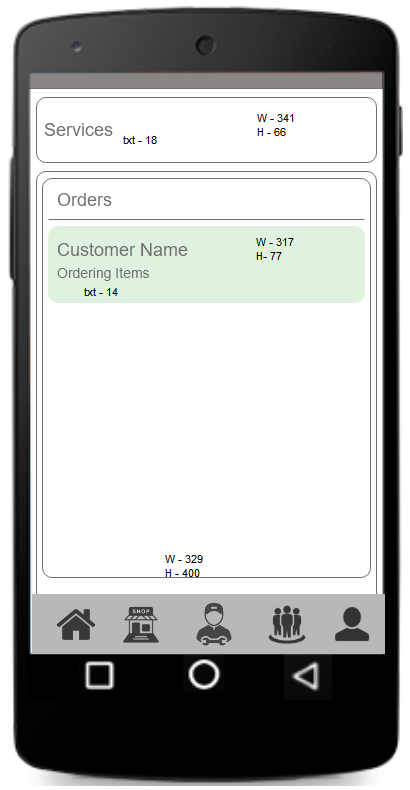 Services
txt - 18
W - 341
H - 66
Orders
Customer Name
W - 317
H- 77
Ordering Items
txt - 14
W - 329
H - 400
SHOP